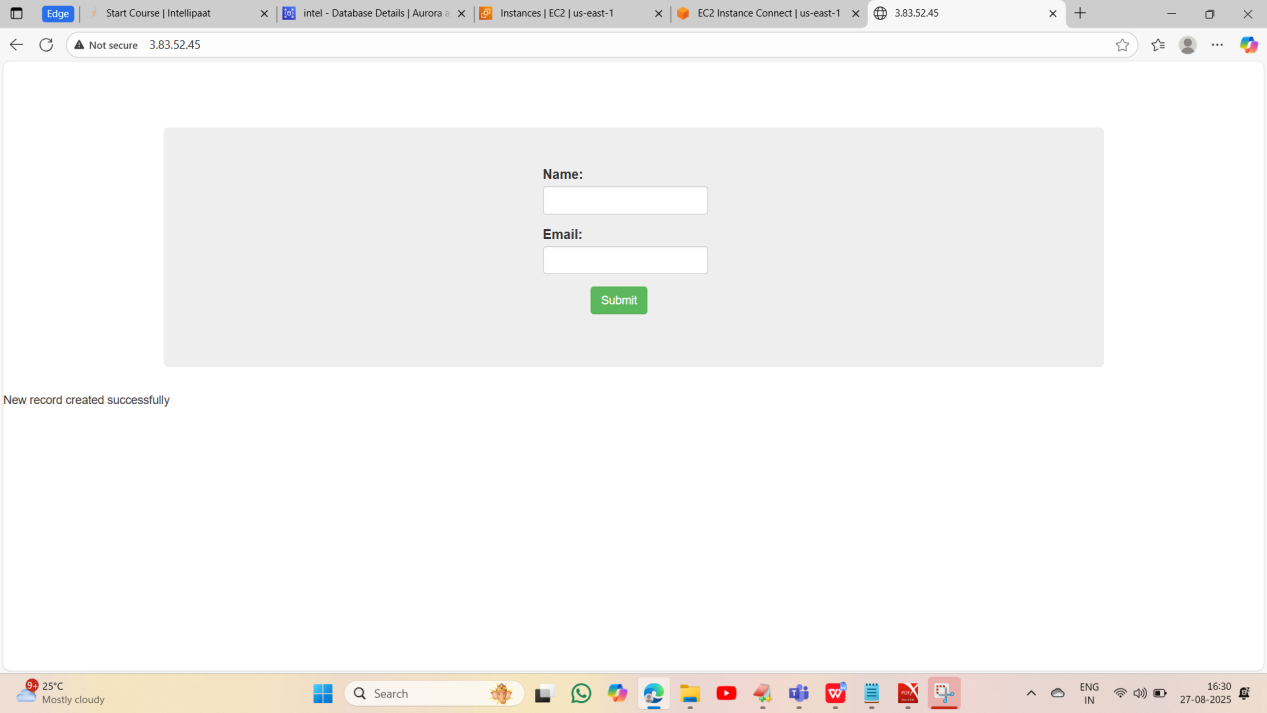 Edge
Start Course | Intellipaat
intel - Database Details | Aurora a
Instances | EC2 | us-east-1
EC2 Instance Connect | us-east-1
3.83.52.45
Not secure
3.83.52.45
Name:
Email:
Submit
New record created successfully
9+
25°C
Mostly cloudy
Search
ENG
IN
16:30
27-08-2025